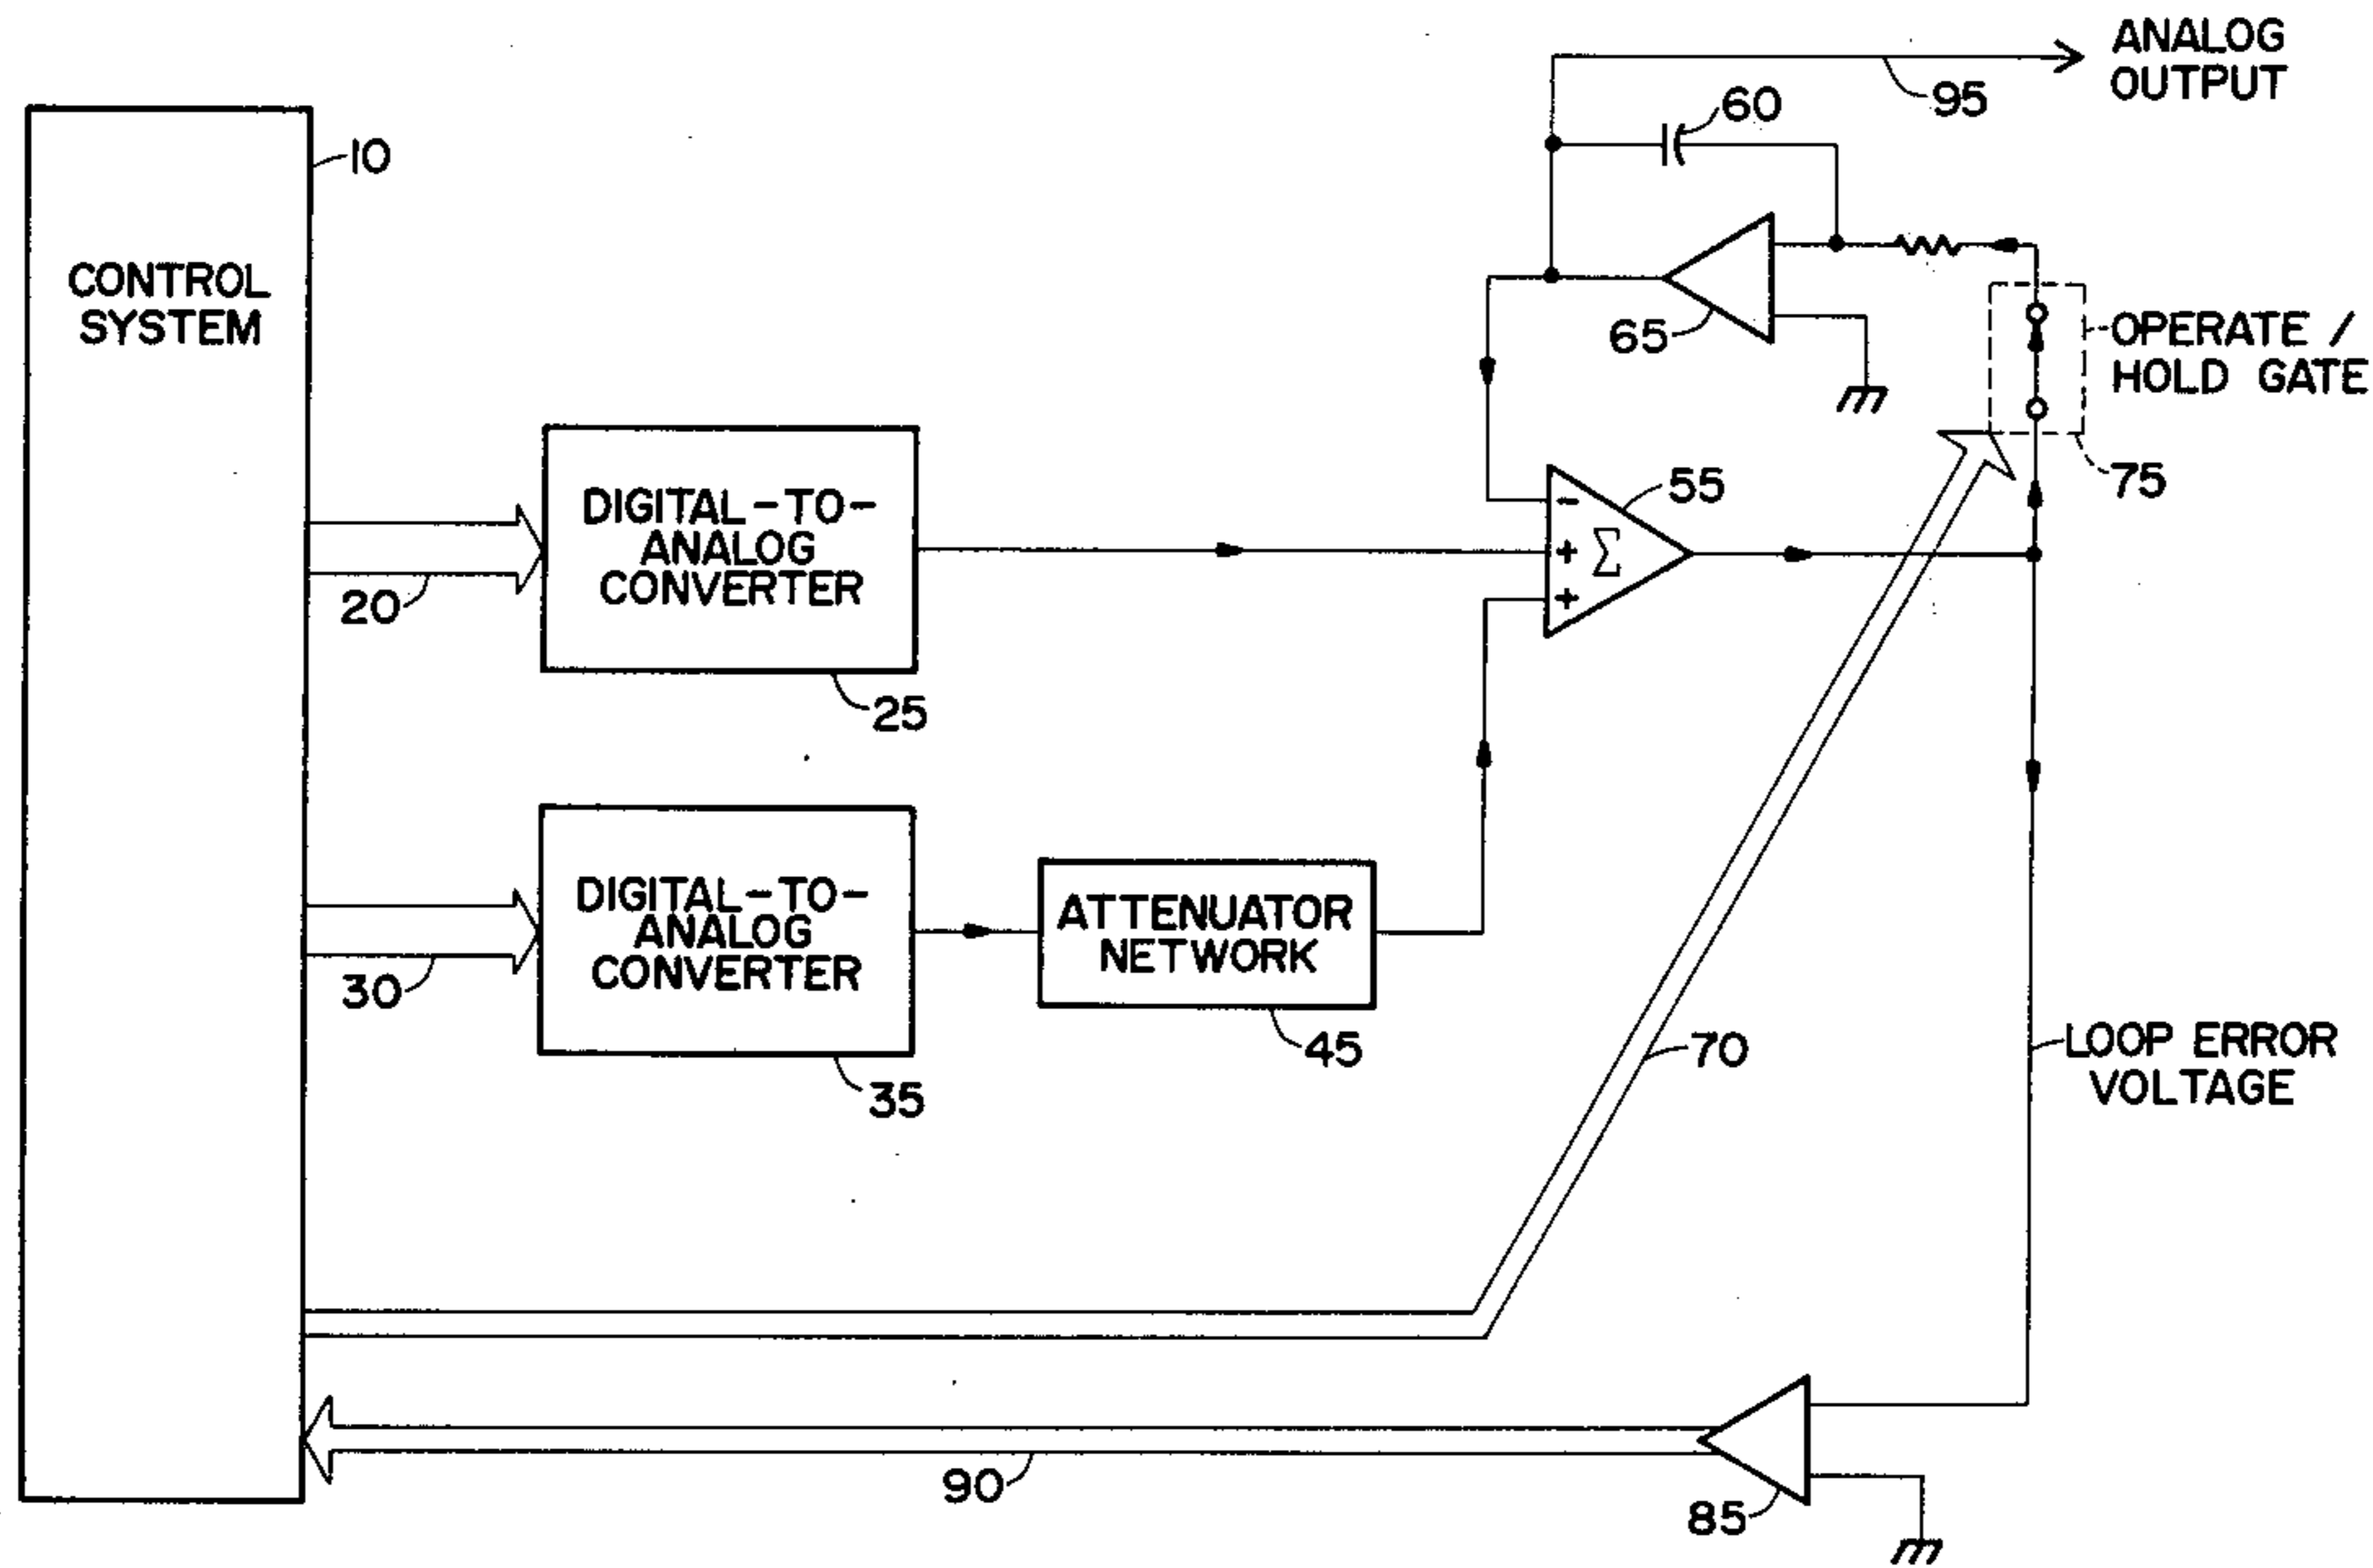 ANALOG
OUTPUT
95
60
10
CONTROL
SYSTEM
65
OPERATE /
HOLD GATE
75
DIGITAL-TO-
ANALOG
CONVERTER
20
25
55
-
+ Σ
+
DIGITAL-TO-
ANALOG
CONVERTER
30
35
ATTENUATOR
NETWORK
45
70
LOOP ERROR
VOLTAGE
90
85